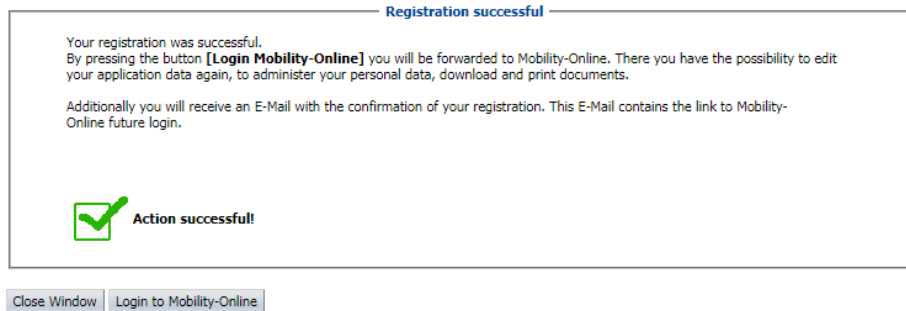 Registration successful
Your registration was successful.
By pressing the button [Login Mobility-Online] you will be forwarded to Mobility-Online. There you have the possibility to edit
your application data again, to administer your personal data, download and print documents.
Additionally you will receive an E-Mail with the confirmation of your registration. This E-Mail contains the link to Mobility-
Online future login.
Action successful!
Close Window Login to Mobility-Online